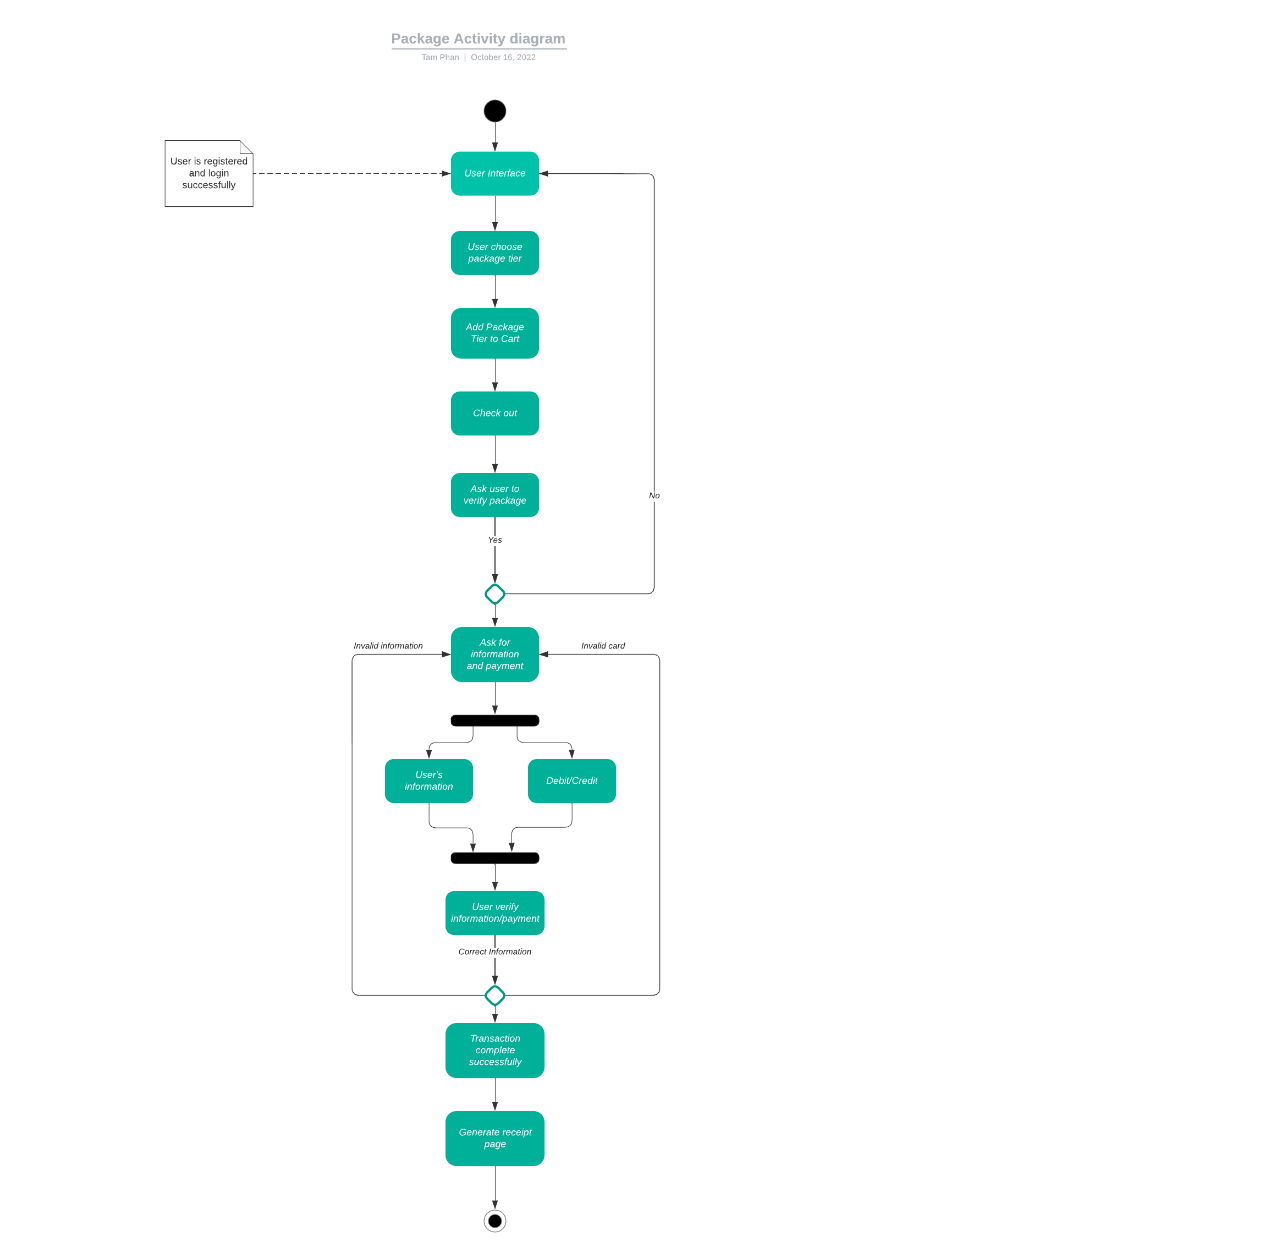 Package Activity diagram
Tam Phan | October 16, 2022
User is registered
and login
successfully
User Interface
User choose
package tier
Add Package
Tier to Cart
Check out
Ask user to
verify package
No
Yes
Invalid information
Ask for
information
and payment
Invalid card
User's
information
Debit/Credit
User verify
information/payment
Correct Information
Transaction
complete
successfully
Generate receipt
page